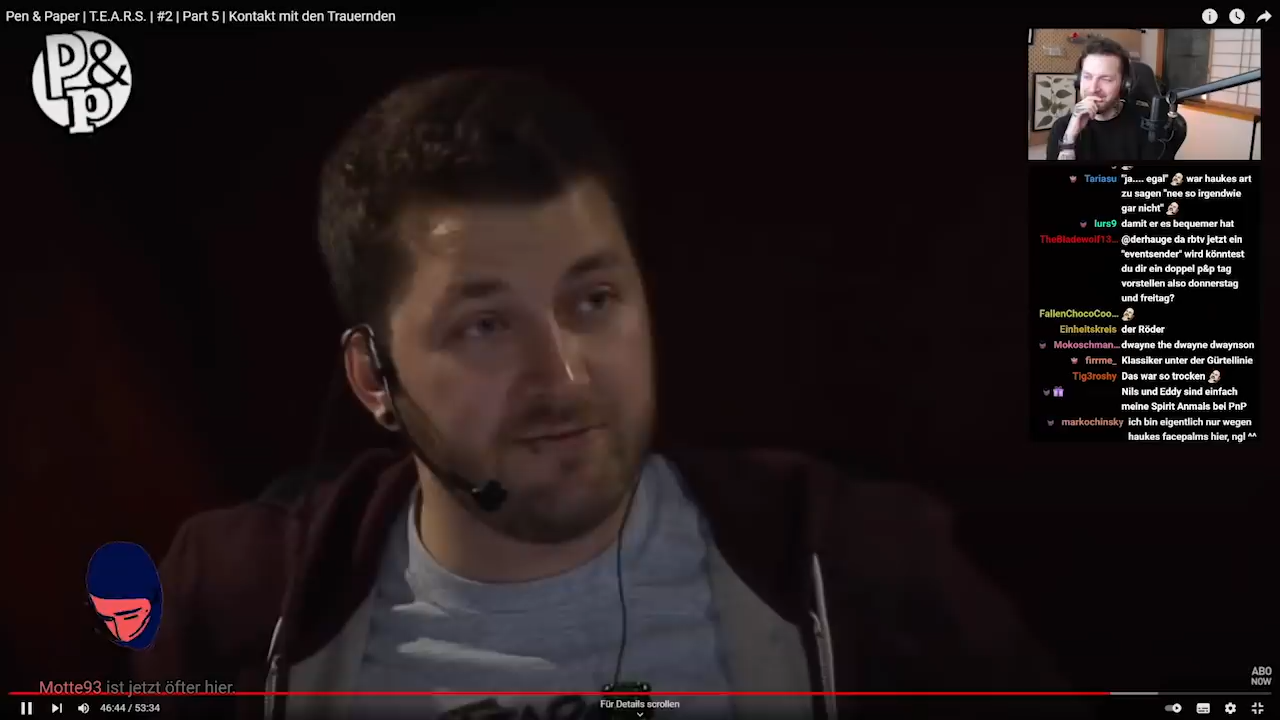 Pen & Paper | T.E.A.R.S. | #2 | Part 5 | Kontakt mit den Trauernden
P&P
Tariasu "ja.... egal" war haukes art
zu sagen "nee so irgendwie
gar nicht"
lurs9 damit er es bequemer hat
TheBladewolf13... @derhauge da rbtv jetzt ein
"eventsender" wird könntest
du dir ein doppel p&p tag
vorstellen also donnerstag
und freitag?
FallenChocoCoo...
Einheitskreis der Röder
Mokoschman... dwayne the dwayne dwaynson
firrme_ Klassiker unter der Gürtellinie
Tig3roshy Das war so trocken
Nils und Eddy sind einfach
meine Spirit Anmals bei PnP
markochinsky ich bin eigentlich nur wegen
haukes facepalms hier, ngl ^^
Motte93 ist jetzt öfter hier.
ABO
NOW
46:44 / 53:34
Für Details scrollen